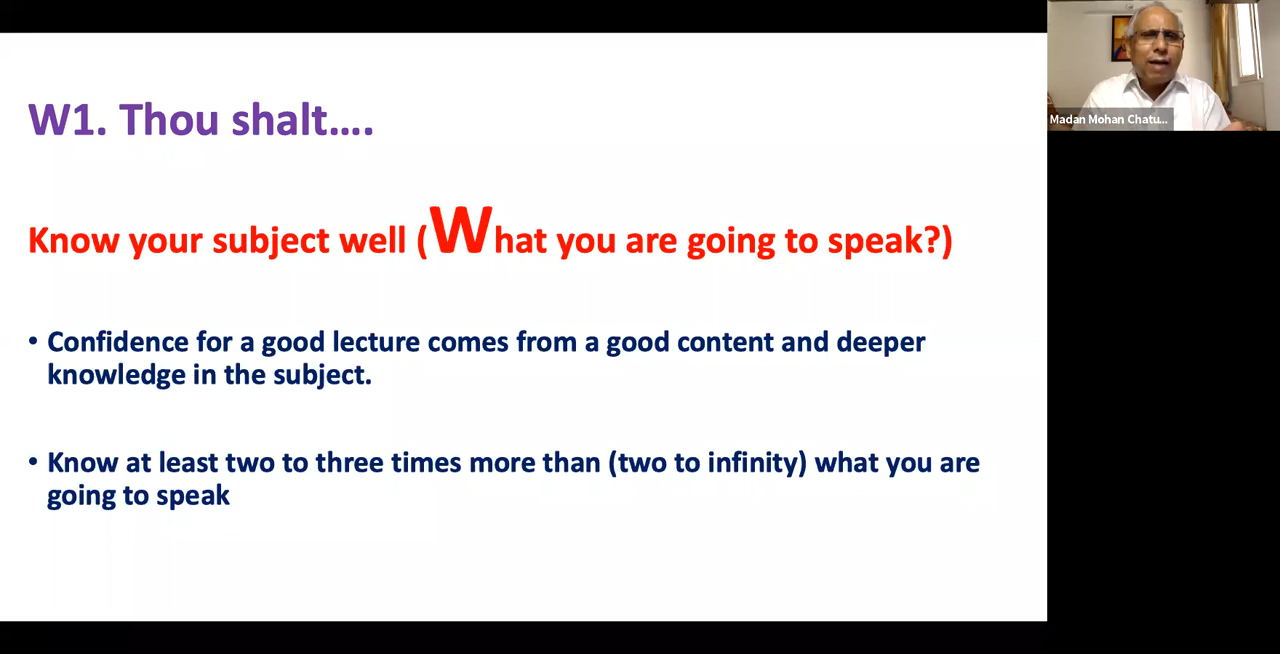 W1. Thou shalt....
Know your subject well (What you are going to speak?)
• Confidence for a good lecture comes from a good content and deeper
knowledge in the subject.
• Know at least two to three times more than (two to infinity) what you are
going to speak
Madan Mohan Chatu...